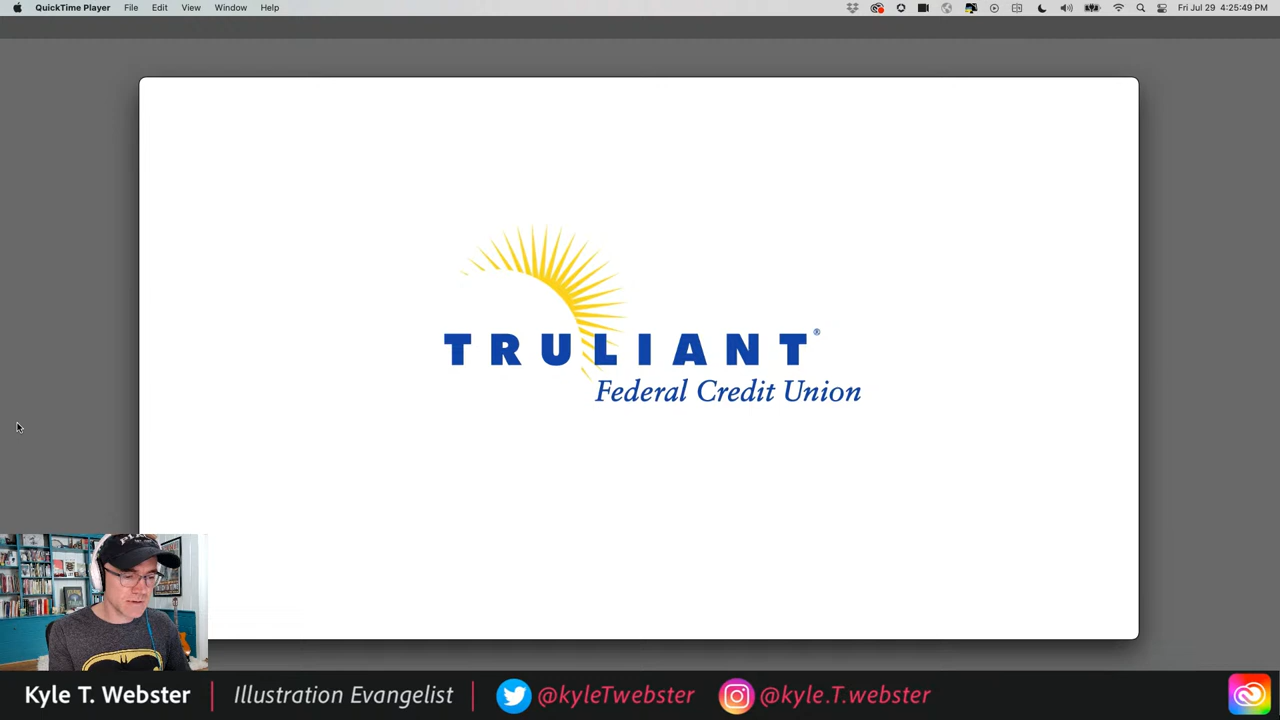 QuickTime Player File Edit View Window Help Fri Jul 29 4:25:49 PM
TRULIANT®
Federal Credit Union
Kyle T. Webster | Illustration Evangelist | @kyleTwebster @kyle.T.webster